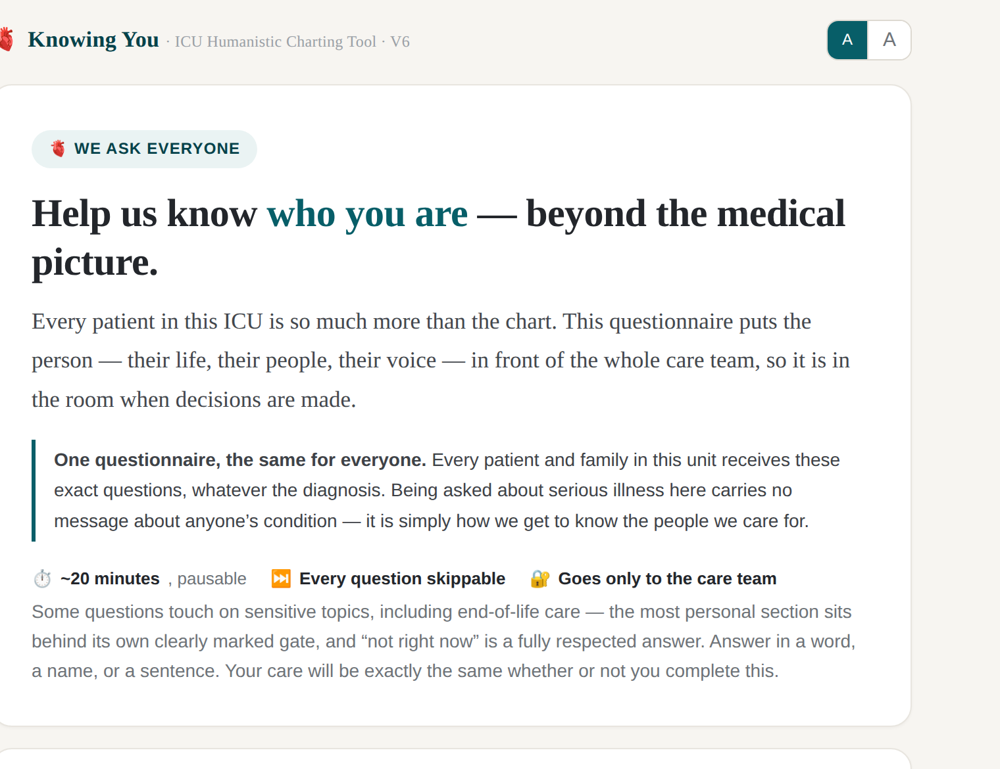 Knowing You · ICU Humanistic Charting Tool · V6
A A
WE ASK EVERYONE
Help us know who you are — beyond the medical
picture.
Every patient in this ICU is so much more than the chart. This questionnaire puts the
person — their life, their people, their voice — in front of the whole care team, so it is in
the room when decisions are made.
One questionnaire, the same for everyone. Every patient and family in this unit receives these
exact questions, whatever the diagnosis. Being asked about serious illness here carries no
message about anyone’s condition — it is simply how we get to know the people we care for.
~20 minutes , pausable Every question skippable Goes only to the care team
Some questions touch on sensitive topics, including end-of-life care — the most personal section sits
behind its own clearly marked gate, and “not right now” is a fully respected answer. Answer in a word,
a name, or a sentence. Your care will be exactly the same whether or not you complete this.